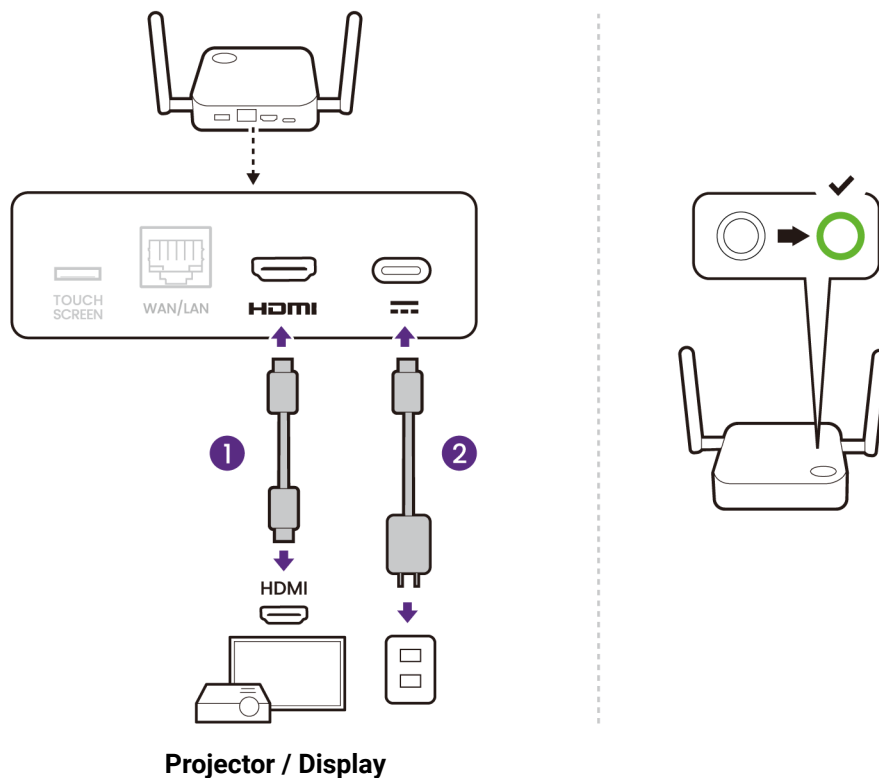 TOUCH
SCREEN
WAN/LAN
HDMI
1
2
HDMI
Projector / Display